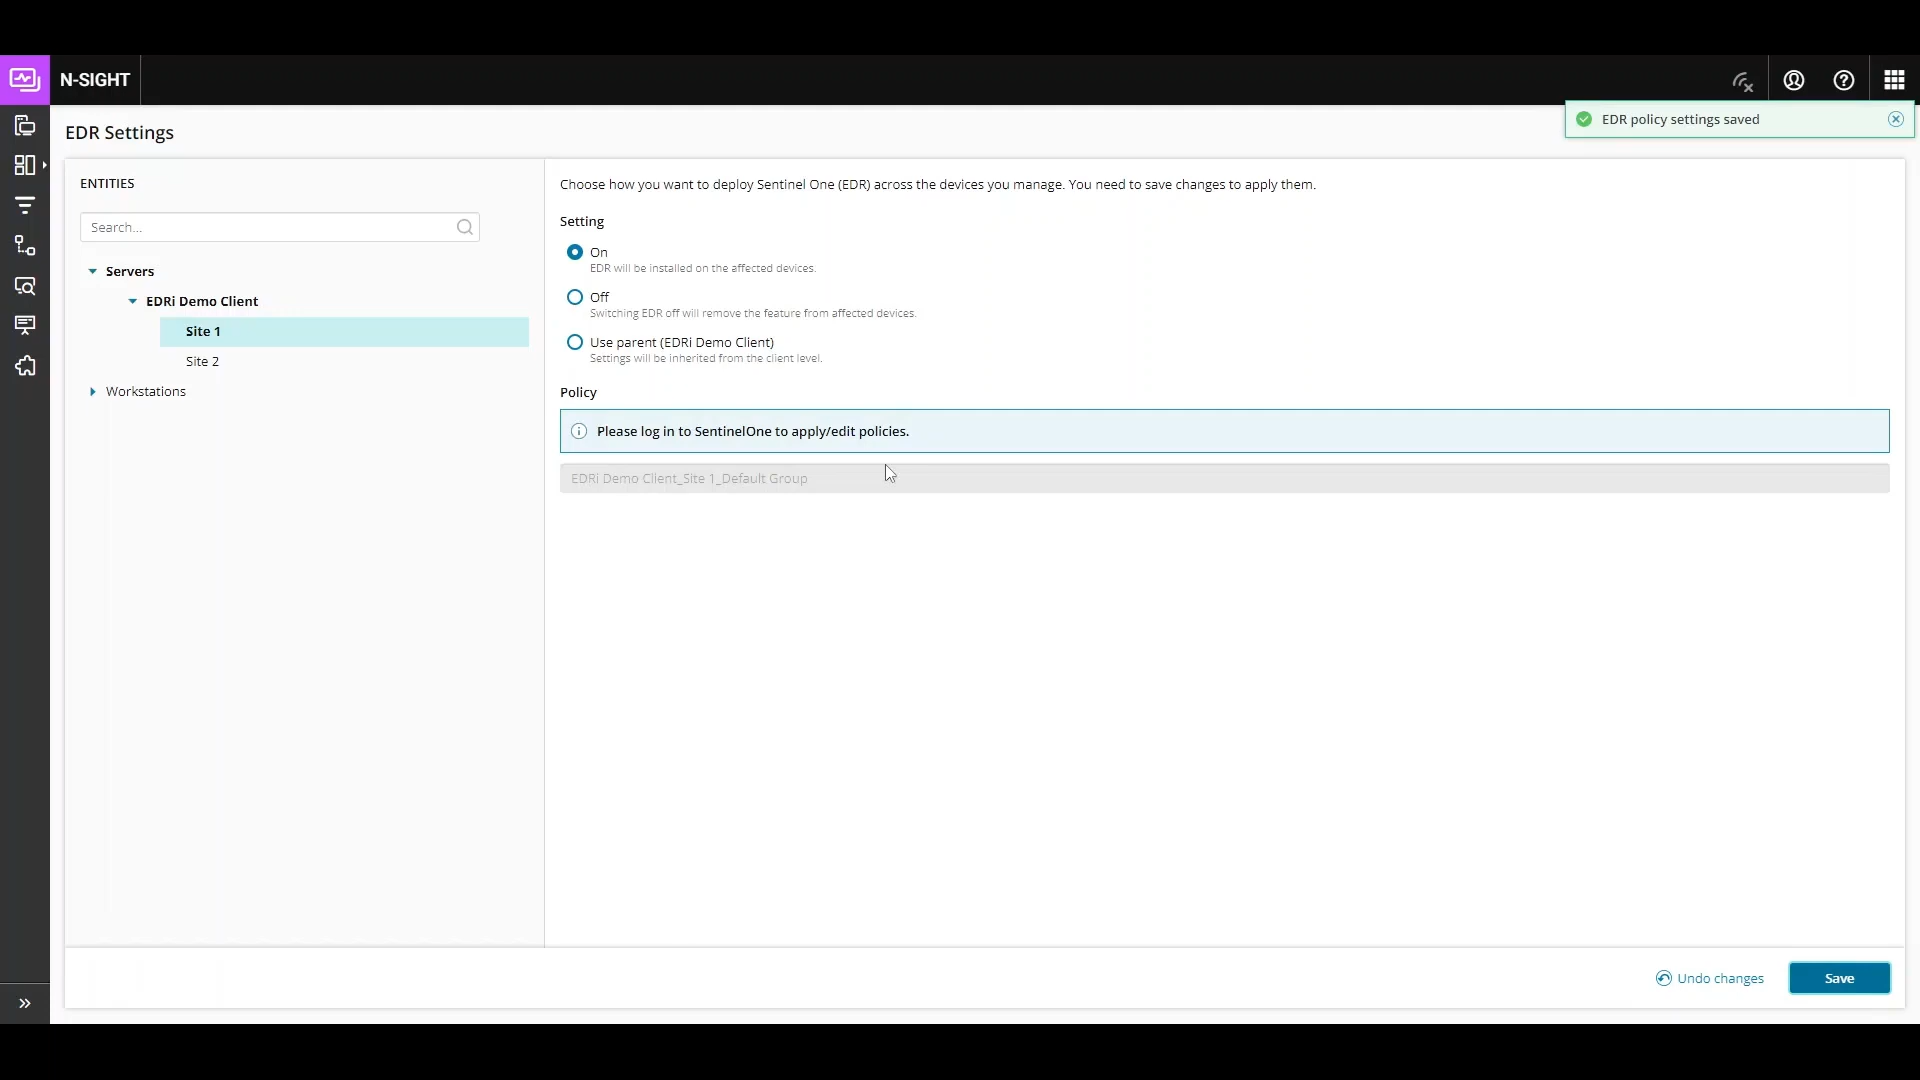 N-SIGHT
EDR policy settings saved
EDR Settings
ENTITIES
Search...
Servers
EDRi Demo Client
Site 1
Site 2
Workstations
Choose how you want to deploy Sentinel One (EDR) across the devices you manage. You need to save changes to apply them.
Setting
On
EDR will be installed on the affected devices.
Off
Switching EDR off will remove the feature from affected devices.
Use parent (EDRi Demo Client)
Settings will be inherited from the client level.
Policy
Please log in to SentinelOne to apply/edit policies.
EDRi Demo Client_Site 1_Default Group
Undo changes
Save